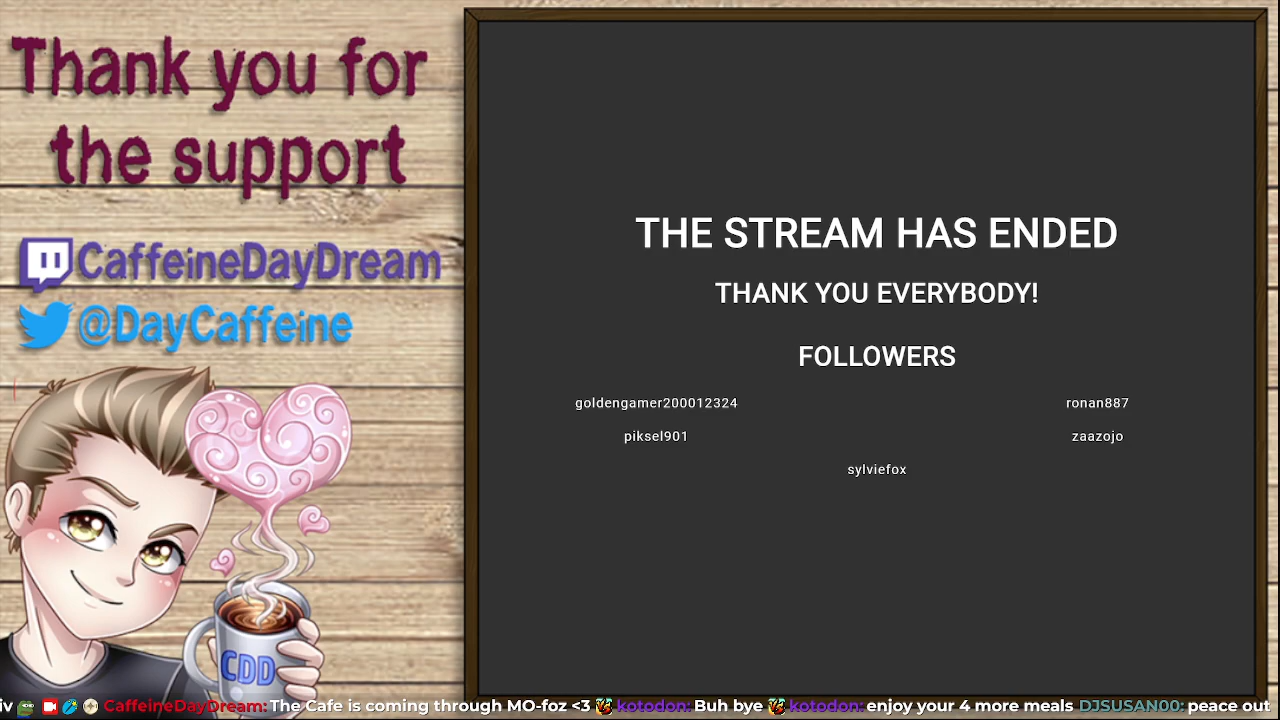 Thank you for
the support
CaffeineDayDream
@DayCaffeine
THE STREAM HAS ENDED
THANK YOU EVERYBODY!
FOLLOWERS
goldengamer200012324
ronan887
piksel901
zaazojo
sylviefox
CDD
iv CaffeineDayDream: The Cafe is coming through MO-foz <3 kotodon: Buh bye kotodon: enjoy your 4 more meals DJSUSAN00: peace out